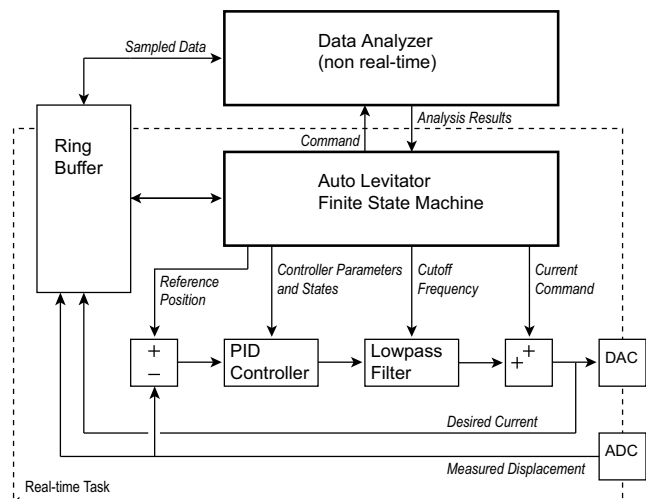 Sampled Data
Data Analyzer
(non real-time)
Ring
Buffer
Command
Analysis Results
Auto Levitator
Finite State Machine
Reference
Position
Controller Parameters
and States
Cutoff
Frequency
Current
Command
+
−
PID
Controller
Lowpass
Filter
+
+
DAC
Desired Current
ADC
Measured Displacement
Real-time Task